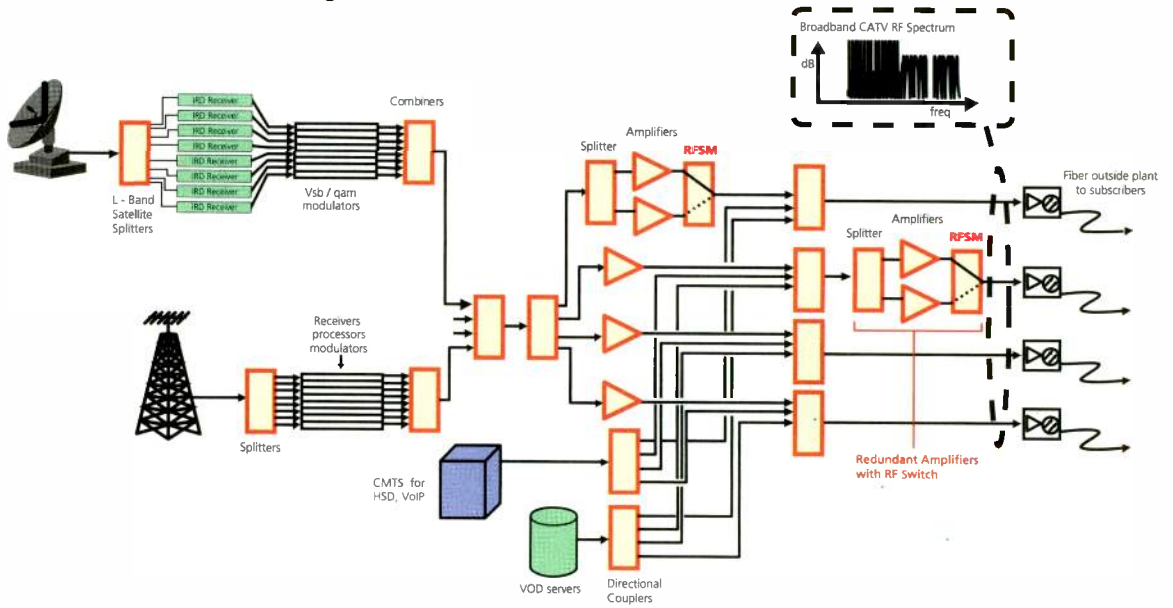 Broadband CATV RF Spectrum
dB
freq
Combiners
IRD Receiver
IRD Receiver
IRD Receiver
IRD Receiver
IRD Receiver
IRD Receiver
IRD Receiver
IRD Receiver
L - Band
Satellite
Splitters
Vsb / qam
modulators
Amplifiers
Splitter
RFSM
Fiber outside plant
to subscribers
Amplifiers
Splitter
RFSM
Receivers
processors
modulators
Splitters
CMTS for
HSD, VoIP
VOD servers
Directional
Couplers
Redundant Amplifiers
with RF Switch